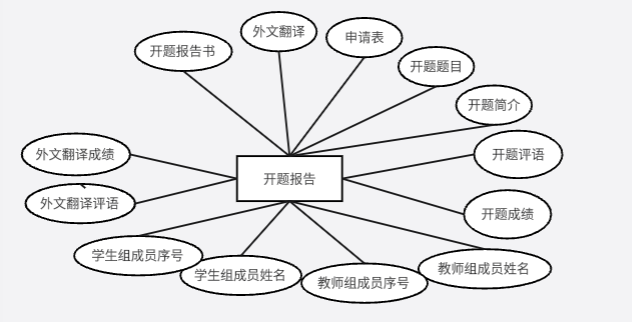 外文翻译
申请表
开题报告书
开题题目
开题简介
外文翻译成绩
开题评语
开题报告
外文翻译评语
开题成绩
学生组成员序号
学生组成员姓名
教师组成员序号
教师组成员姓名